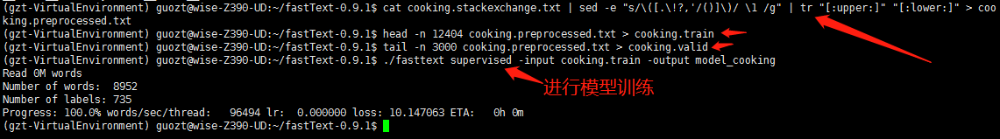 (gzt-VirtualEnvironment) guozt@wise-Z390-UD:~/fastText-0.9.1$ cat cooking.stackexchange.txt | sed -e "s/\([.\!?,'/()]\)/ \1 /g" | tr "[:upper:]" "[:lower:]" > coo
king.preprocessed.txt
(gzt-VirtualEnvironment) guozt@wise-Z390-UD:~/fastText-0.9.1$ head -n 12404 cooking.preprocessed.txt > cooking.train
(gzt-VirtualEnvironment) guozt@wise-Z390-UD:~/fastText-0.9.1$ tail -n 3000 cooking.preprocessed.txt > cooking.valid
(gzt-VirtualEnvironment) guozt@wise-Z390-UD:~/fastText-0.9.1$ ./fasttext supervised -input cooking.train -output model_cooking
Read 0M words
Number of words:  8952
Number of labels: 735
进行模型训练
Progress: 100.0% words/sec/thread:   96494 lr:  0.000000 loss: 10.147063 ETA:   0h 0m
(gzt-VirtualEnvironment) guozt@wise-Z390-UD:~/fastText-0.9.1$